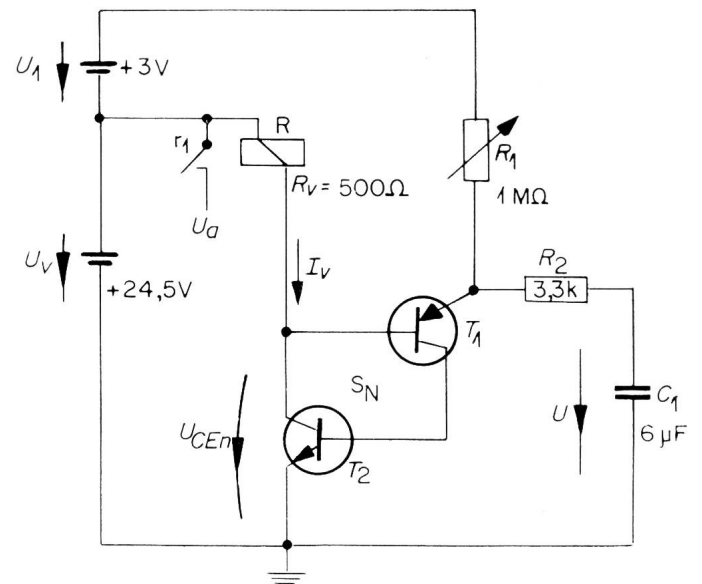 U1
+3V
r1
R
Rv = 500Ω
Ua
R1
1 MΩ
Uv
+24,5V
Iv
R2
3,3k
T1
SN
UCEn
T2
U
C1
6 µF